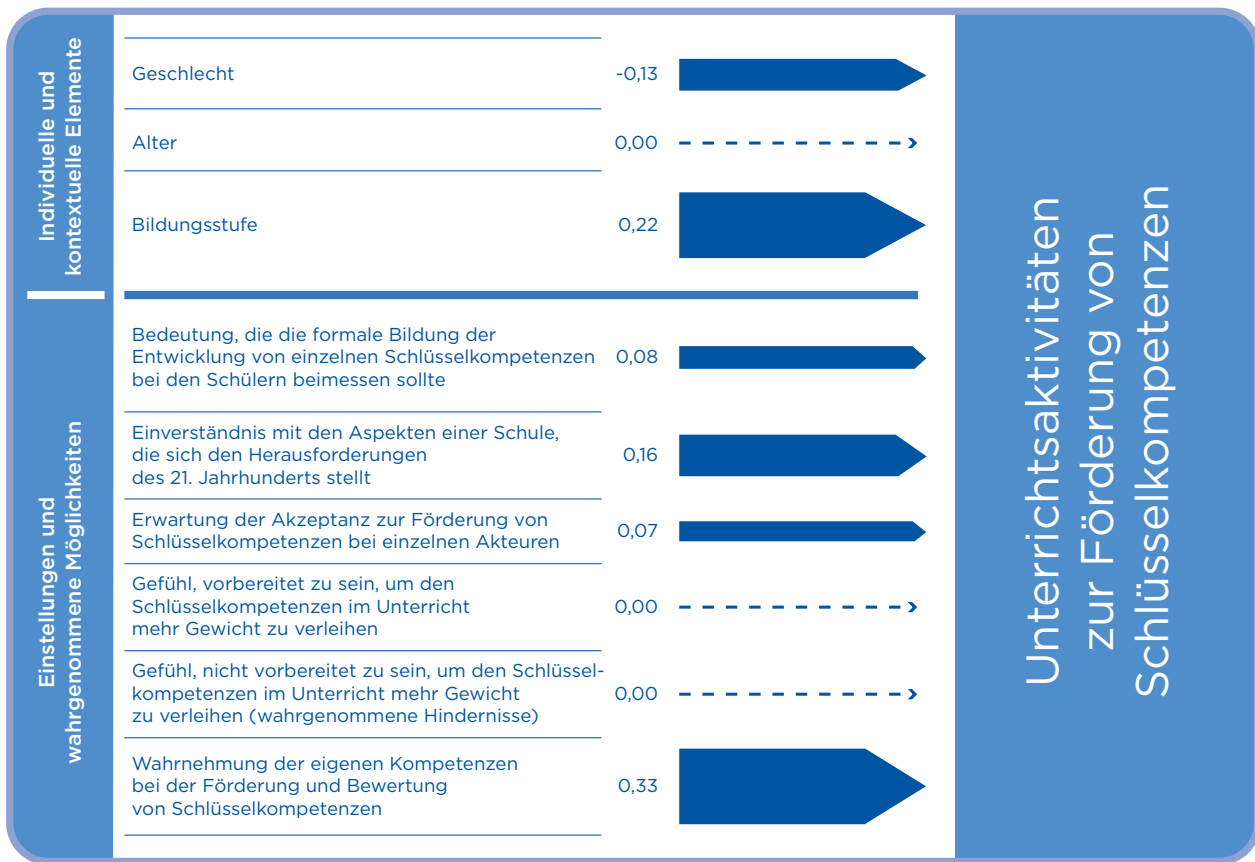 Individuelle und
kontextuelle Elemente
Geschlecht
-0,13
Alter
0,00
Bildungsstufe
0,22
Einstellungen und
wahrgenommene Möglichkeiten
Bedeutung, die die formale Bildung der
Entwicklung von einzelnen Schlüsselkompetenzen
bei den Schülern beimessen sollte
0,08
Einverständnis mit den Aspekten einer Schule,
die sich den Herausforderungen
des 21. Jahrhunderts stellt
0,16
Erwartung der Akzeptanz zur Förderung von
Schlüsselkompetenzen bei einzelnen Akteuren
0,07
Gefühl, vorbereitet zu sein, um den
Schlüsselkompetenzen im Unterricht
mehr Gewicht zu verleihen
0,00
Gefühl, nicht vorbereitet zu sein, um den Schlüssel-
kompetenzen im Unterricht mehr Gewicht
zu verleihen (wahrgenommene Hindernisse)
0,00
Wahrnehmung der eigenen Kompetenzen
bei der Förderung und Bewertung
von Schlüsselkompetenzen
0,33
Unterrichtsaktivitäten
zur Förderung von
Schlüsselkompetenzen